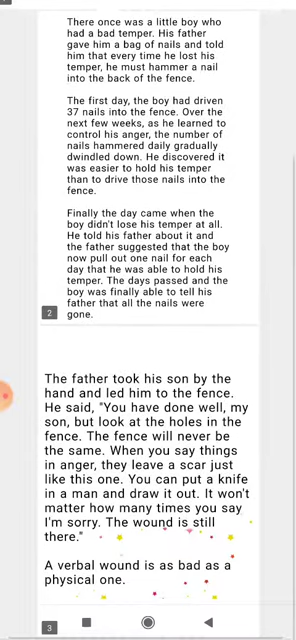 There once was a little boy who
had a bad temper. His father
gave him a bag of nails and told
him that every time he lost his
temper, he must hammer a nail
into the back of the fence.
The first day, the boy had driven
37 nails into the fence. Over the
next few weeks, as he learned to
control his anger, the number of
nails hammered daily gradually
dwindled down. He discovered it
was easier to hold his temper
than to drive those nails into the
fence.
Finally the day came when the
boy didn't lose his temper at all.
He told his father about it and
the father suggested that the boy
now pull out one nail for each
day that he was able to hold his
temper. The days passed and the
boy was finally able to tell his
father that all the nails were
2 gone.
The father took his son by the
hand and led him to the fence.
He said, "You have done well, my
son, but look at the holes in the
fence. The fence will never be
the same. When you say things
in anger, they leave a scar just
like this one. You can put a knife
in a man and draw it out. It won't
matter how many times you say
I'm sorry. The wound is still
there."
A verbal wound is as bad as a
physical one.
3